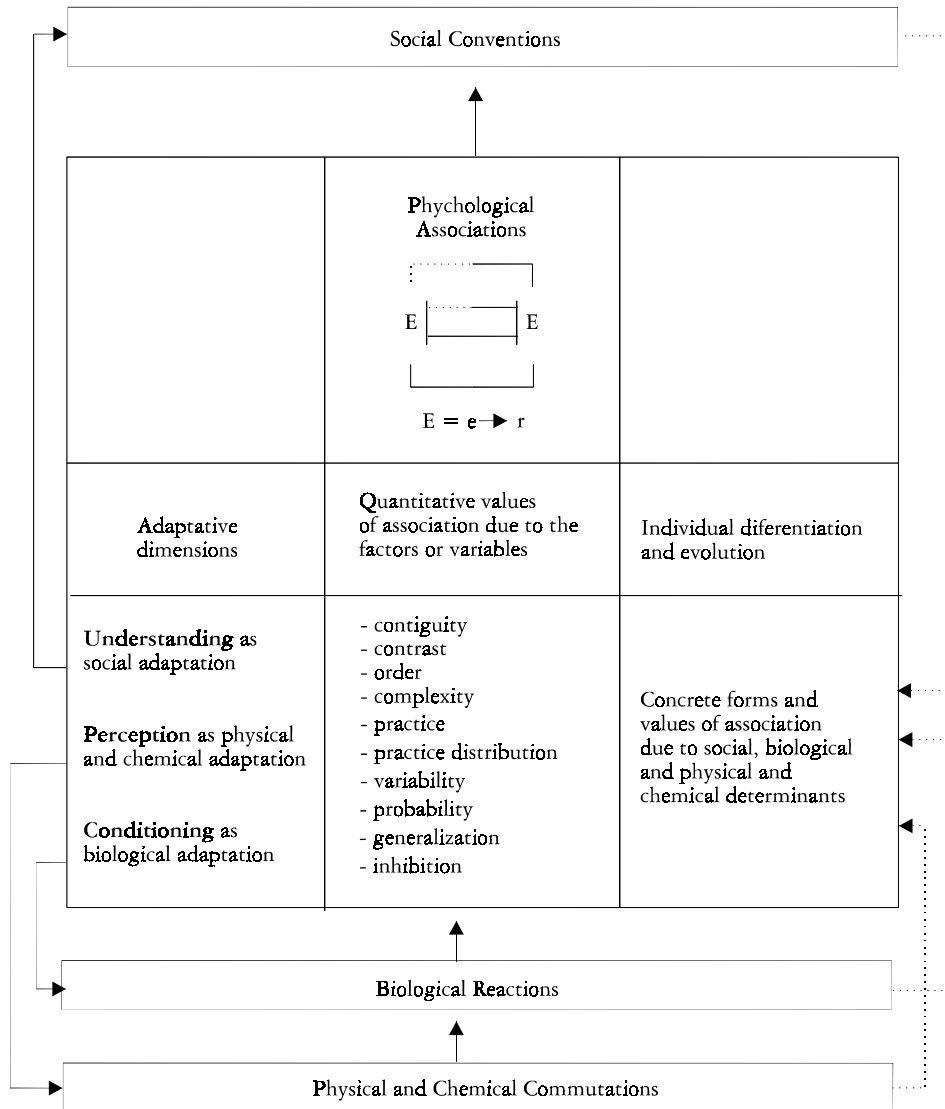 Social Conventions
Phychological
Associations
E E
E = e r
Adaptative
dimensions
Quantitative values
of association due to the
factors or variables
Individual diferentiation
and evolution
Understanding as
social adaptation
Perception as physical
and chemical adaptation
Conditioning as
biological adaptation
- contiguity
- contrast
- order
- complexity
- practice
- practice distribution
- variability
- probability
- generalization
- inhibition
Concrete forms and
values of association
due to social, biological
and physical and
chemical determinants
Biological Reactions
Physical and Chemical Commutations